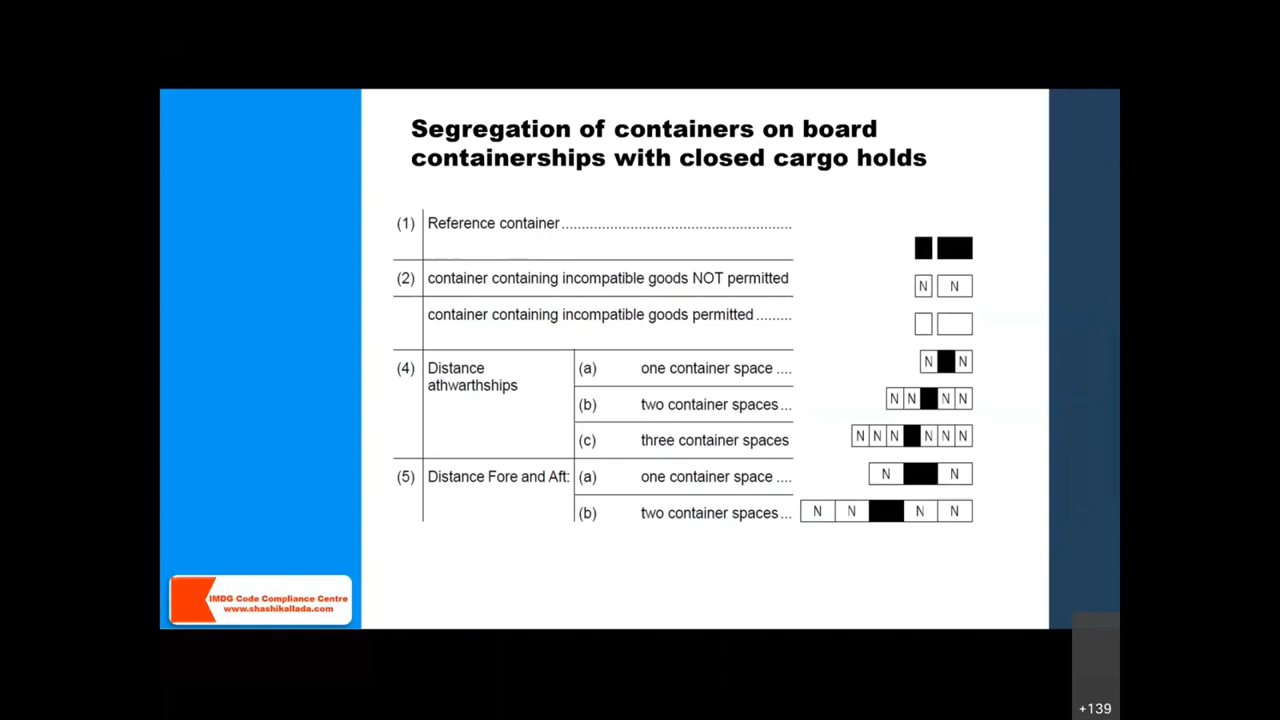 Segregation of containers on board
containerships with closed cargo holds
(1) Reference container..........................................................
(2) container containing incompatible goods NOT permitted
N N
container containing incompatible goods permitted.........
(4) Distance
athwarthships
(a) one container space ....
N N
(b) two container spaces...
N N N N
(c) three container spaces
N N N N N N
(5) Distance Fore and Aft: (a) one container space ....
N N
(b) two container spaces...
N N N N
IMDG Code Compliance Centre
www.shashikallada.com
+139